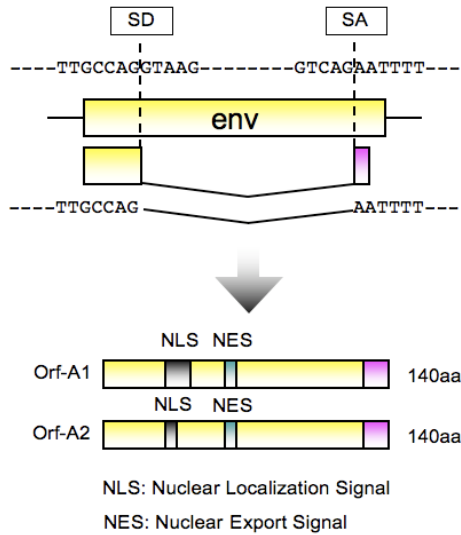 SD SA
----TTGCCAGGTAAG--------GTCAGAATTTT---
env
----TTGCCAG AATTTT---
NLS NES
Orf-A1 140aa
NLS NES
Orf-A2 140aa
NLS: Nuclear Localization Signal
NES: Nuclear Export Signal